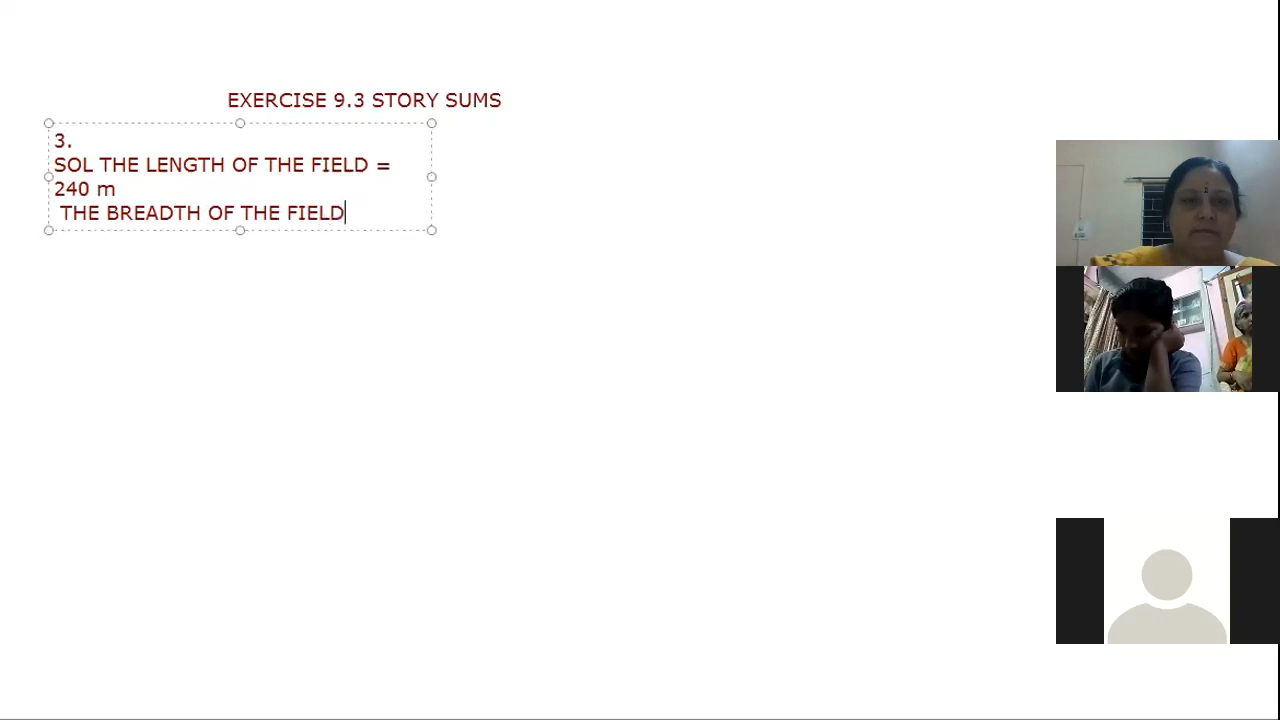 EXERCISE 9.3 STORY SUMS
3.
SOL THE LENGTH OF THE FIELD =
240 m
THE BREADTH OF THE FIELD